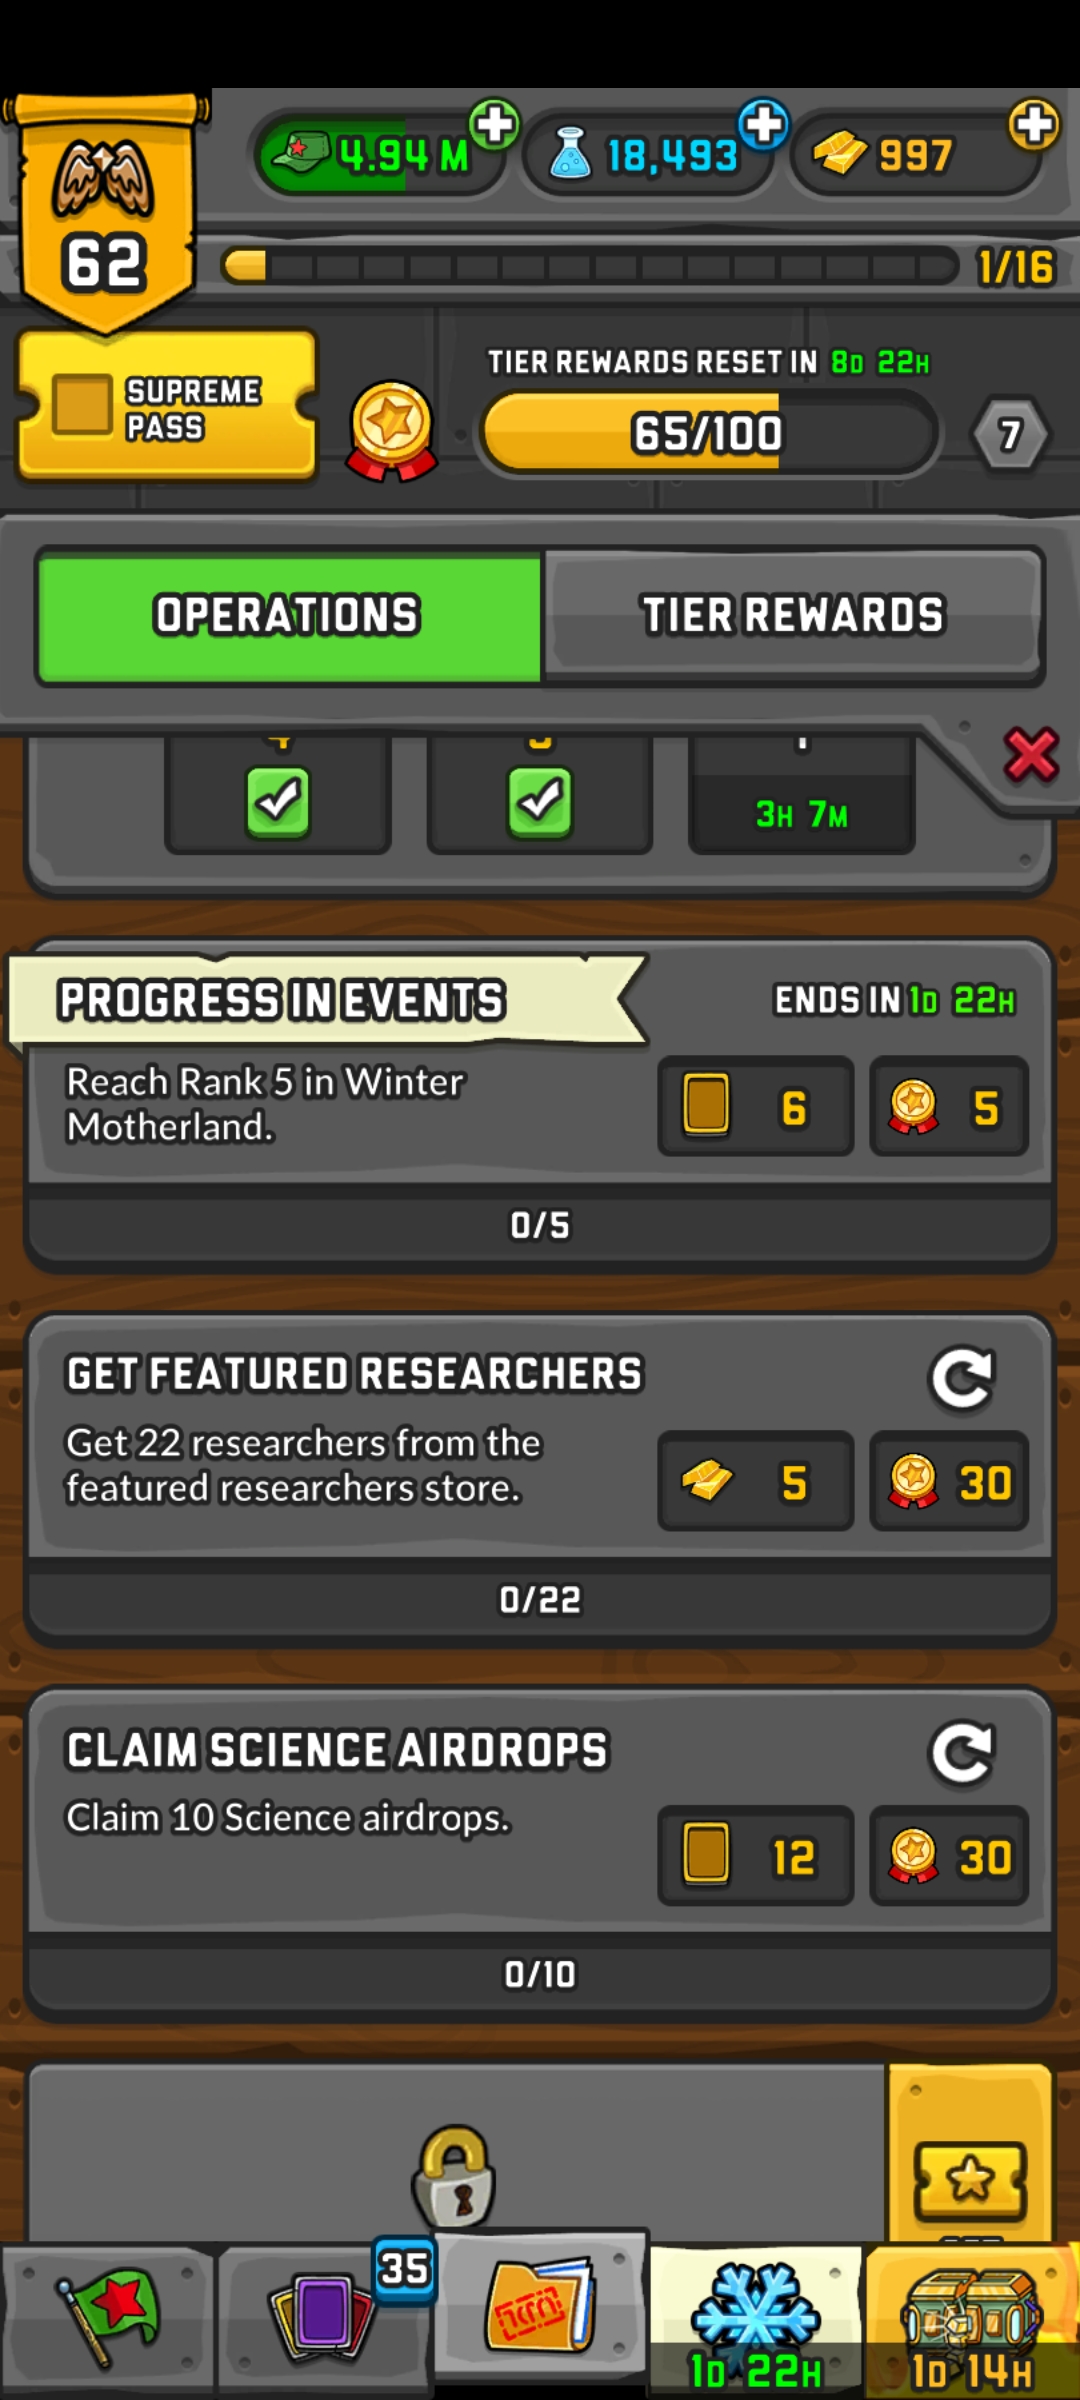 4.94 M
18,493
997
62
1/16
SUPREME
PASS
TIER REWARDS RESET IN 8D 22H
65/100
7
OPERATIONS
TIER REWARDS
3H 7M
PROGRESS IN EVENTS
ENDS IN 1D 22H
Reach Rank 5 in Winter
Motherland.
6
5
0/5
GET FEATURED RESEARCHERS
Get 22 researchers from the
featured researchers store.
5
30
0/22
CLAIM SCIENCE AIRDROPS
Claim 10 Science airdrops.
12
30
0/10
35
1D 22H
1D 14H